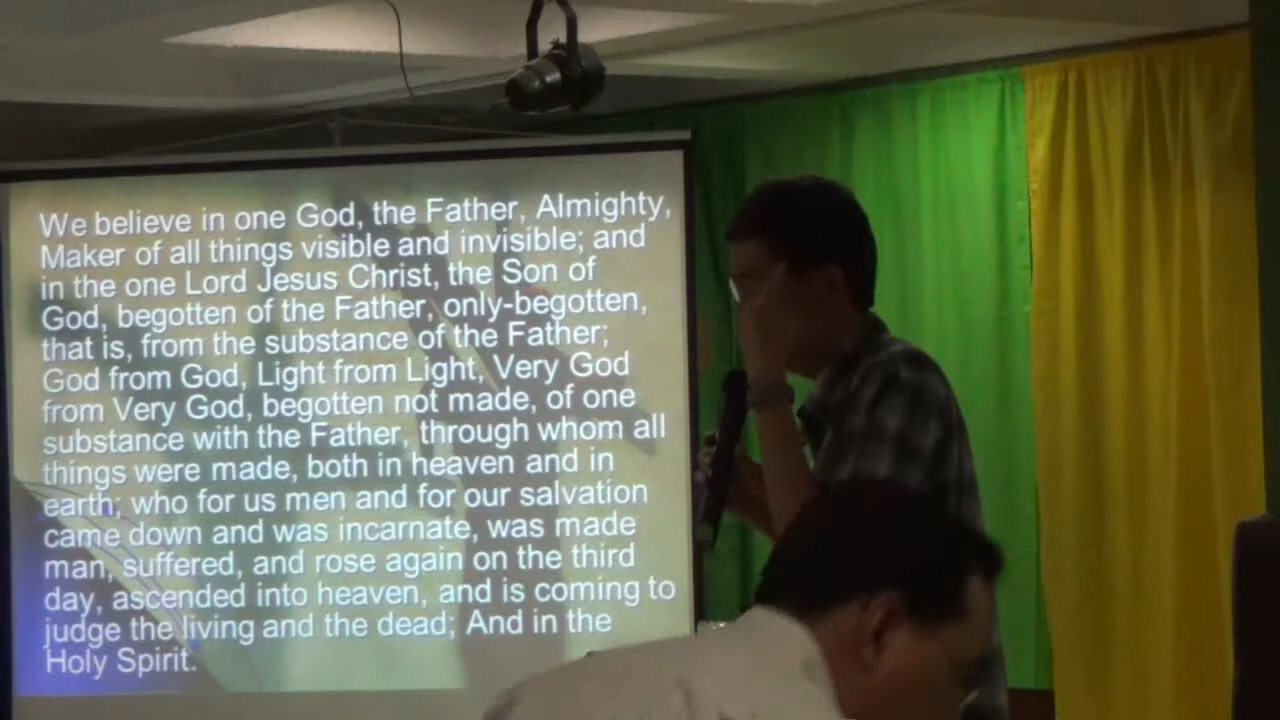 We believe in one God, the Father, Almighty,
Maker of all things visible and invisible; and
in the one Lord Jesus Christ, the Son of
God, begotten of the Father, only-begotten,
that is, from the substance of the Father;
God from God, Light from Light, Very God
from Very God, begotten not made, of one
substance with the Father, through whom all
things were made, both in heaven and in
earth; who for us men and for our salvation
came down and was incarnate, was made
man, suffered, and rose again on the third
day, ascended into heaven, and is coming to
judge the living and the dead; And in the
Holy Spirit.